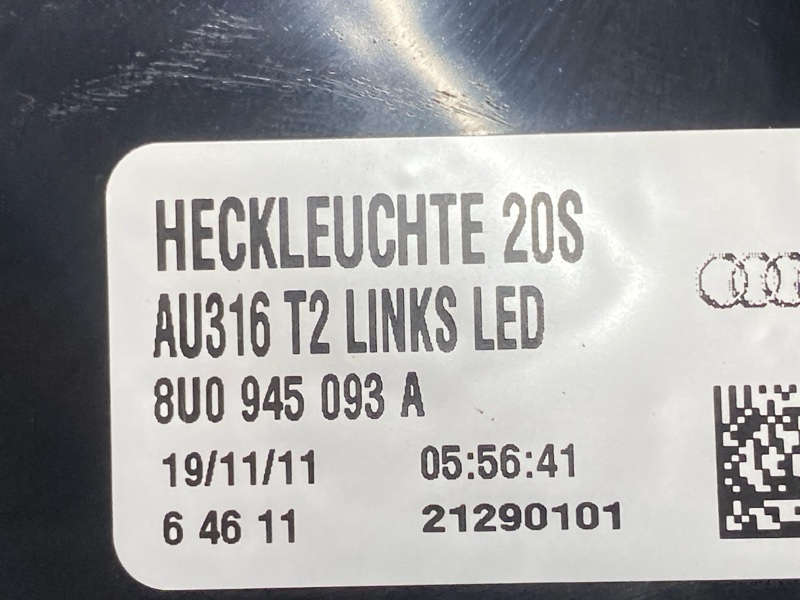 HECKLEUCHTE 20S
AU316 T2 LINKS LED
8U0 945 093 A
19/11/11 05:56:41
6 46 11 21290101